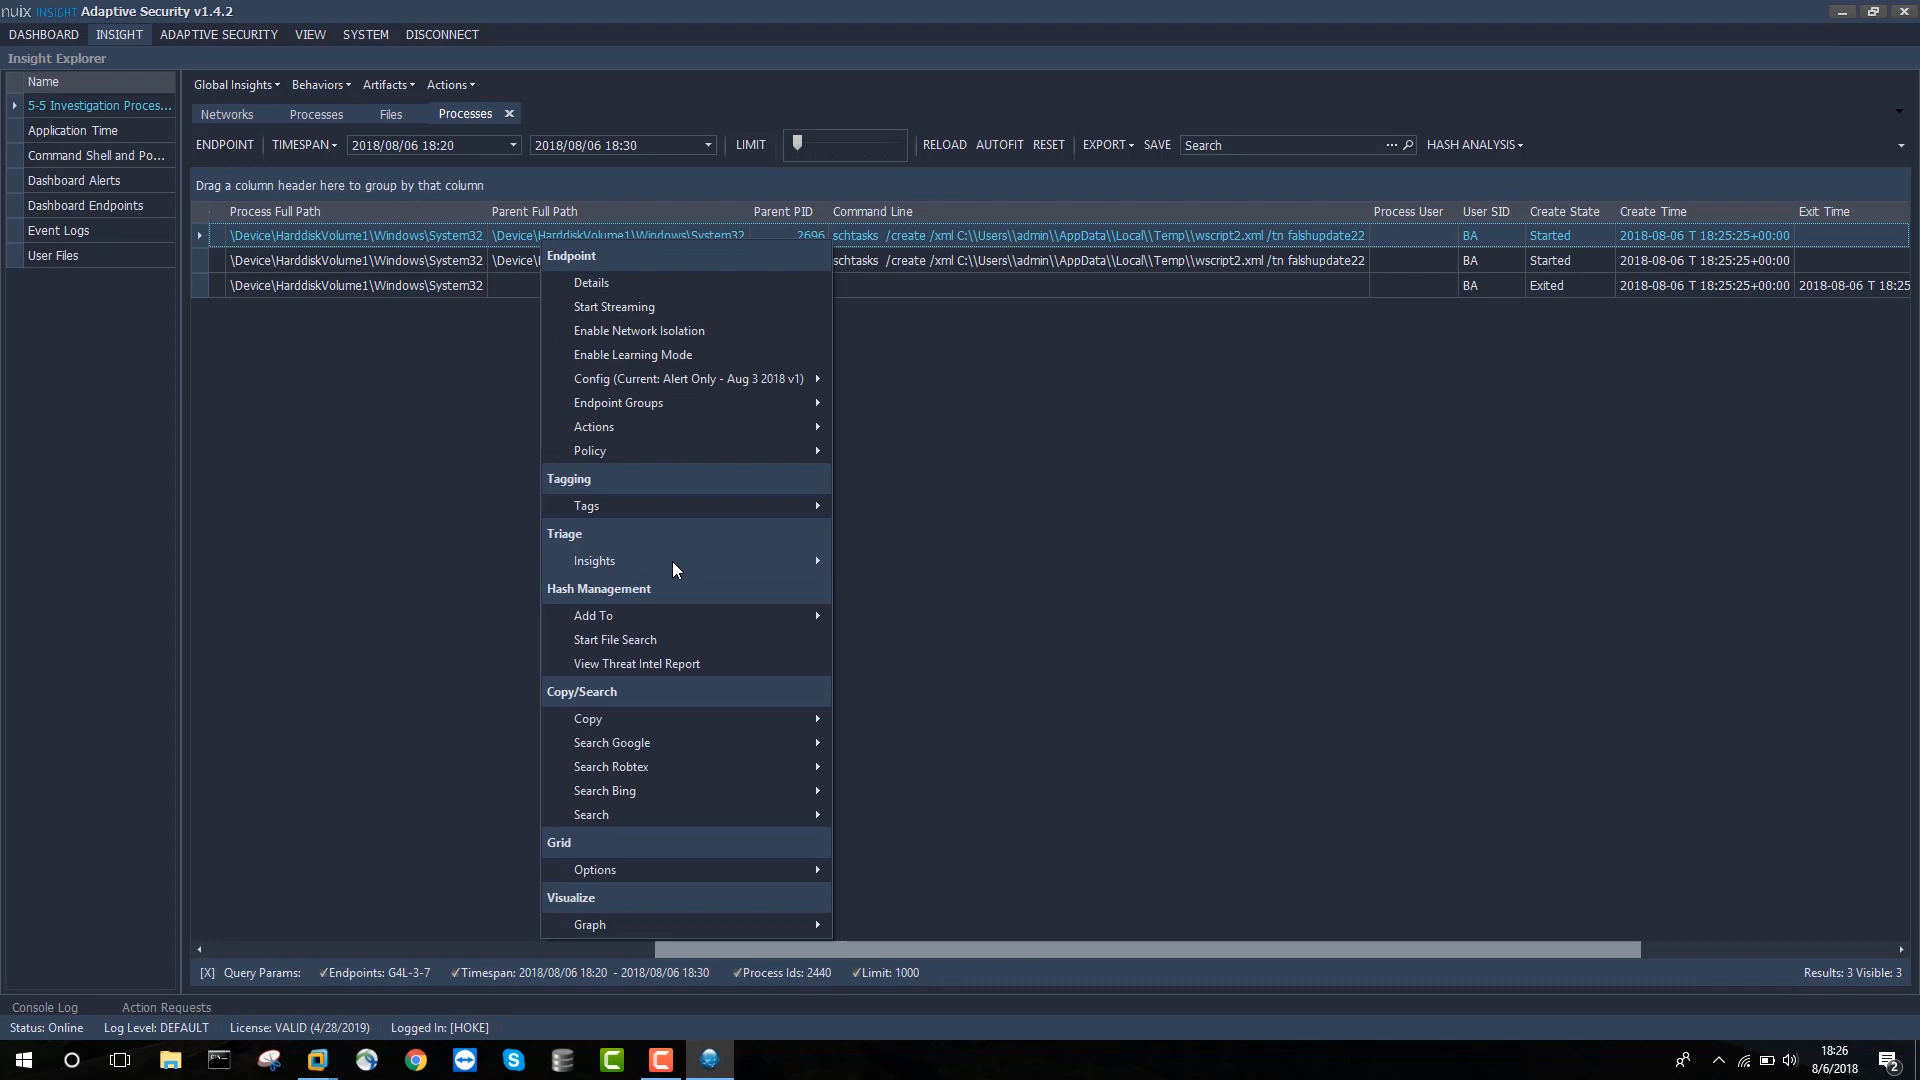 nuix INSIGHT Adaptive Security v1.4.2
DASHBOARD INSIGHT ADAPTIVE SECURITY VIEW SYSTEM DISCONNECT
Insight Explorer
Name
5-5 Investigation Proces...
Application Time
Command Shell and Po...
Dashboard Alerts
Dashboard Endpoints
Event Logs
User Files
Global Insights Behaviors Artifacts Actions
Networks Processes Files Processes X
ENDPOINT TIMESPAN 2018/08/06 18:20 2018/08/06 18:30 LIMIT RELOAD AUTOFIT RESET EXPORT SAVE Search ... HASH ANALYSIS
Drag a column header here to group by that column
Process Full Path Parent Full Path Parent PID Command Line Process User User SID Create State Create Time Exit Time
\Device\HarddiskVolume1\Windows\System32 \Device\HarddiskVolume1\Windows\System32 2696 schtasks /create /xml C:\\Users\\admin\\AppData\\Local\\Temp\\wscript2.xml /tn falshupdate22 BA Started 2018-08-06 T 18:25:25+00:00
\Device\HarddiskVolume1\Windows\System32 \Device\ schtasks /create /xml C:\\Users\\admin\\AppData\\Local\\Temp\\wscript2.xml /tn falshupdate22 BA Started 2018-08-06 T 18:25:25+00:00
\Device\HarddiskVolume1\Windows\System32 BA Exited 2018-08-06 T 18:25:25+00:00 2018-08-06 T 18:25
Endpoint
Details
Start Streaming
Enable Network Isolation
Enable Learning Mode
Config (Current: Alert Only - Aug 3 2018 v1)
Endpoint Groups
Actions
Policy
Tagging
Tags
Triage
Insights
Hash Management
Add To
Start File Search
View Threat Intel Report
Copy/Search
Copy
Search Google
Search Robtex
Search Bing
Search
Grid
Options
Visualize
Graph
[X] Query Params: ✓Endpoints: G4L-3-7 ✓Timespan: 2018/08/06 18:20 - 2018/08/06 18:30 ✓Process Ids: 2440 ✓Limit: 1000 Results: 3 Visible: 3
Console Log Action Requests
Status: Online Log Level: DEFAULT License: VALID (4/28/2019) Logged In: [HOKE]
18:26
8/6/2018
2